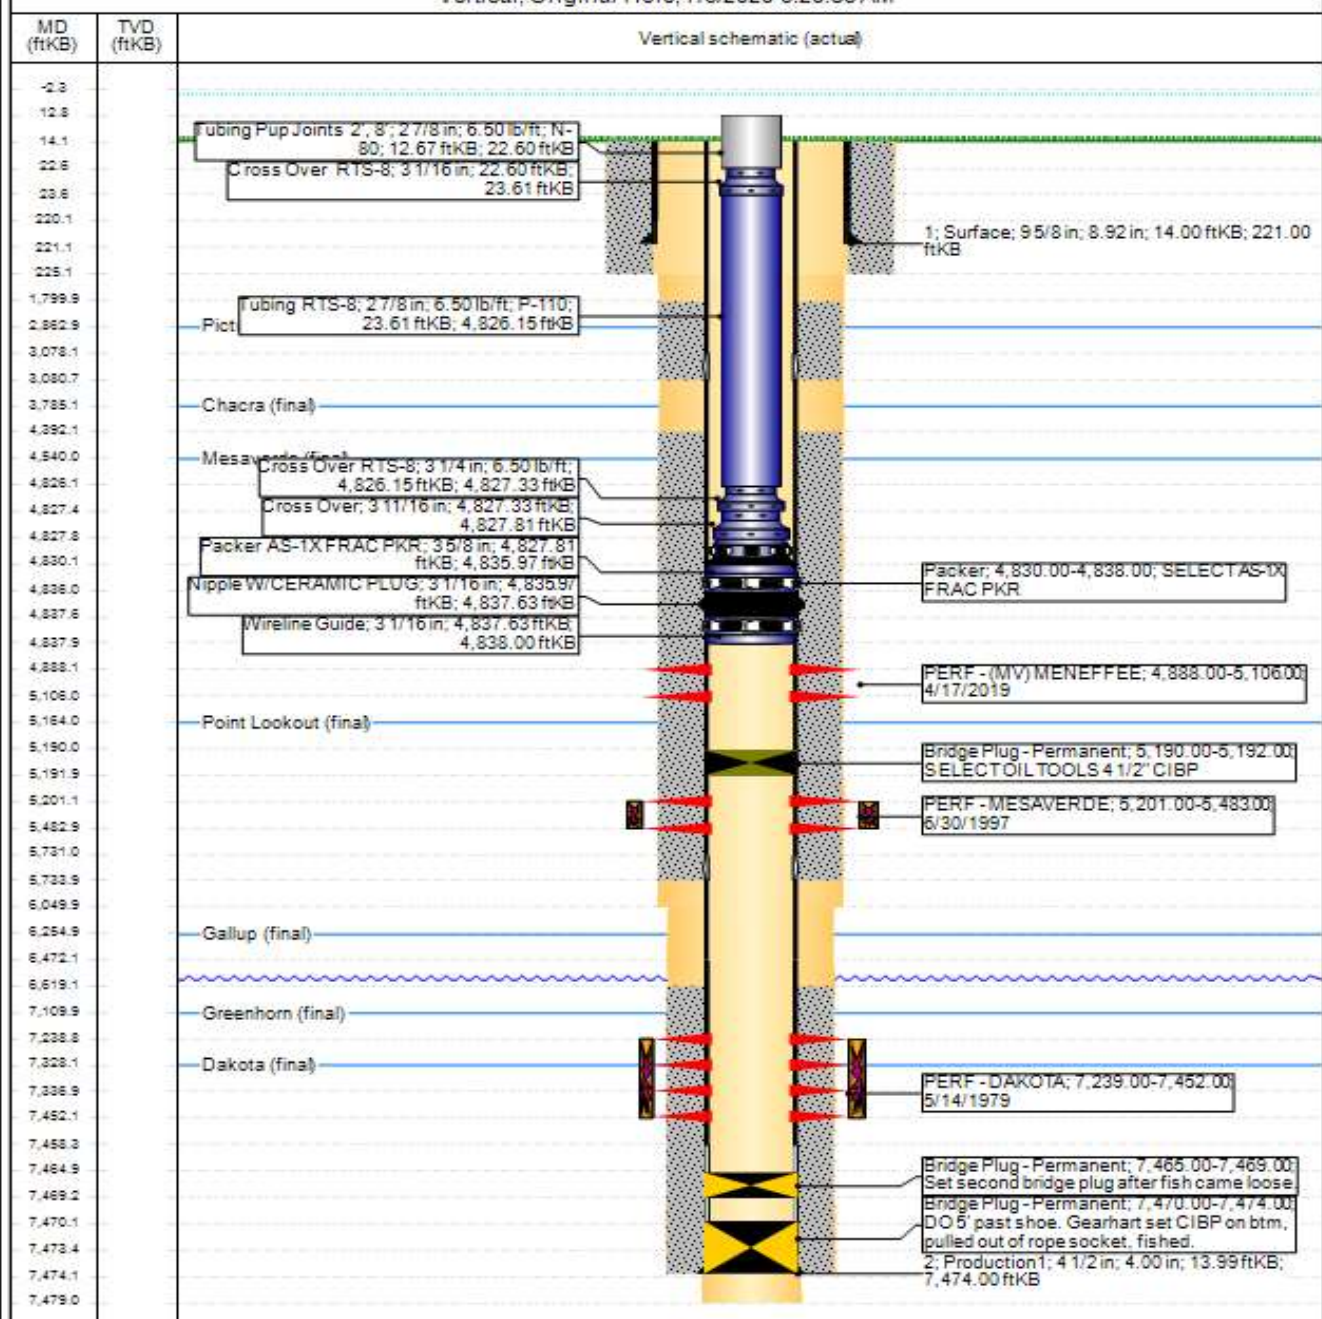 MD
(ftKB)
TVD
(ftKB)
Vertical schematic (actual)
-2.3
12.8
14.1
22.6
23.6
220.1
221.1
225.1
1,799.9
2,862.9
3,078.1
3,080.7
3,785.1
4,392.1
4,540.0
4,826.1
4,827.4
4,827.8
4,830.1
4,836.0
4,837.6
4,837.9
4,888.1
5,106.0
5,164.0
5,190.0
5,191.9
5,201.1
5,482.9
5,731.0
5,733.9
6,049.9
6,254.9
6,472.1
6,619.1
7,109.9
7,238.8
7,328.1
7,336.9
7,452.1
7,458.3
7,464.9
7,469.2
7,470.1
7,473.4
7,474.1
7,479.0
Tubing Pup Joints 2', 8'; 2 7/8 in; 6.50 lb/ft; N-
80; 12.67 ftKB; 22.60 ftKB
Cross Over RTS-8; 3 1/16 in; 22.60 ftKB;
23.61 ftKB
1; Surface; 9 5/8 in; 8.92 in; 14.00 ftKB; 221.00
ftKB
Tubing RTS-8; 2 7/8 in; 6.50 lb/ft; P-110;
23.61 ftKB; 4,826.15 ftKB
Pict
Chacra (final)
Mesaverde (final)
Cross Over RTS-8; 3 1/4 in; 6.50 lb/ft;
4,826.15 ftKB; 4,827.33 ftKB
Cross Over; 3 11/16 in; 4,827.33 ftKB;
4,827.81 ftKB
Packer AS-1X FRAC PKR; 3 5/8 in; 4,827.81
ftKB; 4,835.97 ftKB
Nipple W/CERAMIC PLUG; 3 1/16 in; 4,835.97
ftKB; 4,837.63 ftKB
Wireline Guide; 3 1/16 in; 4,837.63 ftKB;
4,838.00 ftKB
Packer; 4,830.00-4,838.00; SELECT AS-1X
FRAC PKR
PERF - (MV) MENEFFEE; 4,888.00-5,106.00;
4/17/2019
Point Lookout (final)
Bridge Plug - Permanent; 5,190.00-5,192.00;
SELECT OIL TOOLS 4 1/2" CIBP
PERF - MESAVERDE; 5,201.00-5,483.00;
6/30/1997
Gallup (final)
Greenhorn (final)
Dakota (final)
PERF - DAKOTA; 7,239.00-7,452.00;
5/14/1979
Bridge Plug - Permanent; 7,465.00-7,469.00;
Set second bridge plug after fish came loose.
Bridge Plug - Permanent; 7,470.00-7,474.00;
DO 5' past shoe. Gearhart set CIBP on btm,
pulled out of rope socket, fished.
2; Production1; 4 1/2 in; 4.00 in; 13.99 ftKB;
7,474.00 ftKB